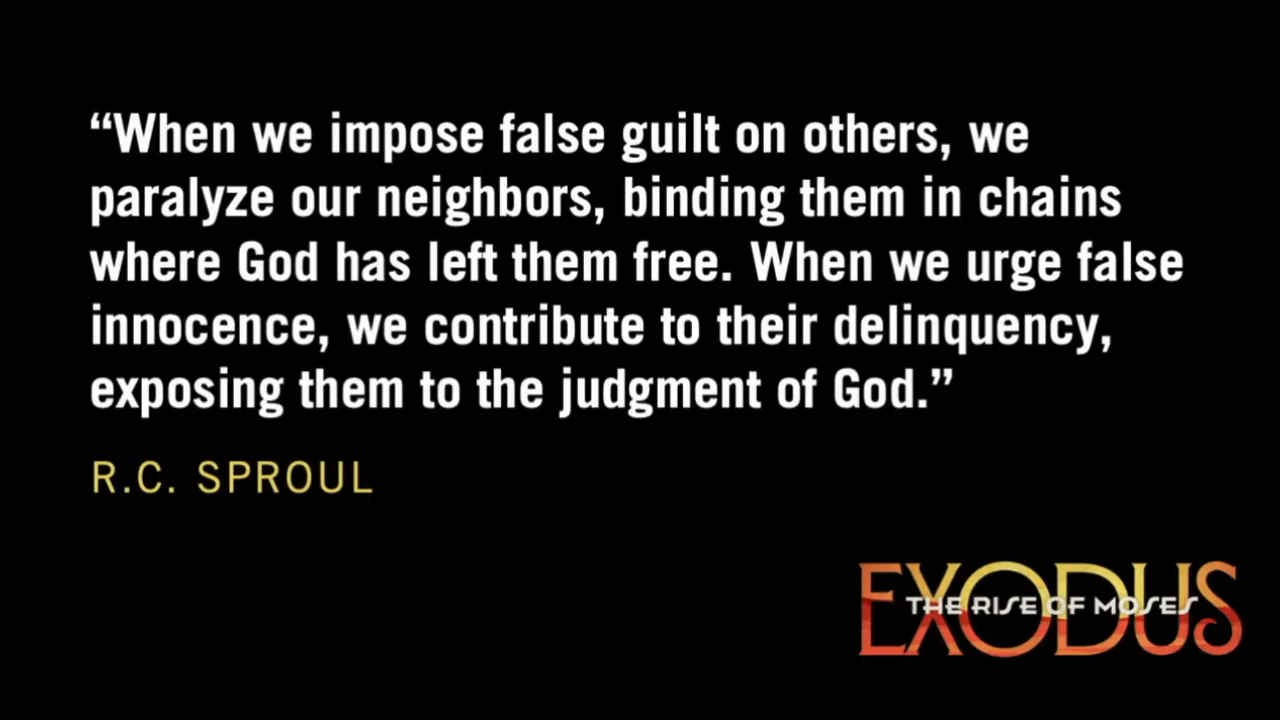 “When we impose false guilt on others, we
paralyze our neighbors, binding them in chains
where God has left them free. When we urge false
innocence, we contribute to their delinquency,
exposing them to the judgment of God.”
R.C. SPROUL
EXODUS
THE RISE OF MOSES